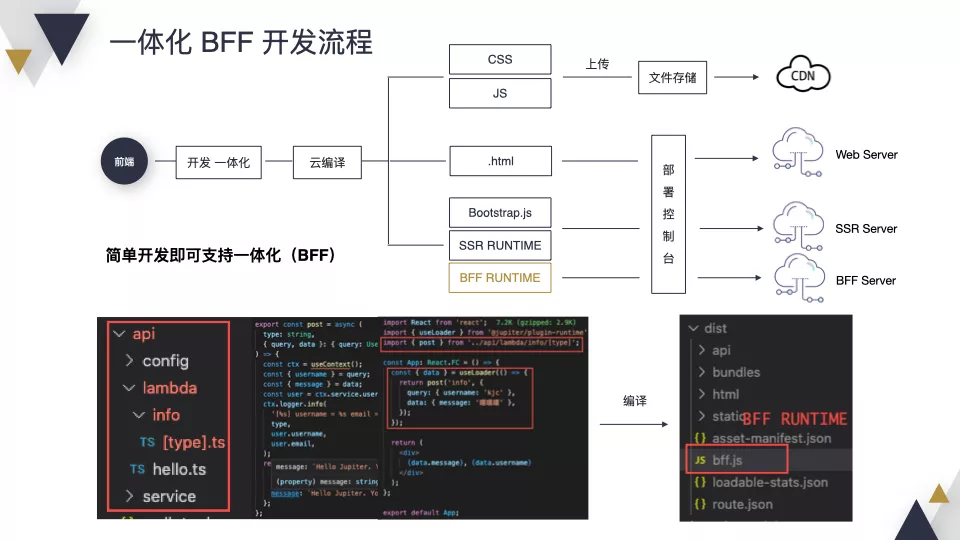 一体化 BFF 开发流程
CSS
JS
上传
文件存储
CDN
前端
开发 一体化
云编译
.html
部署控制台
Web Server
Bootstrap.js
SSR RUNTIME
SSR Server
BFF RUNTIME
BFF Server
简单开发即可支持一体化（BFF）
api
config
lambda
info
TS [type].ts
TS hello.ts
service
export const post = async (
type: string,
{ query, data }: { query: Use
) => {
const ctx = useContext();
const { username } = query;
const { message } = data;
const user = ctx.service.user
ctx.logger.info(
'[%s] username = %s email =
type,
user.username,
user.email,
);
re
message: `Hello Jupiter, Y
(property) message: string
message: `Hello Jupiter, Yo
};
};
import React from 'react'; 7.2K (gzipped: 2.9K)
import { useLoader } from '@jupiter/plugin-runtime'
import { post } from '../api/lambda/info/[type]';
const App: React.FC = () => {
const { data } = useLoader(() => {
return post('info', {
query: { username: 'kjc' },
data: { message: '
' },
});
});
return (
<div>
{data.message}, {data.username}
</div>
);
};
export default App;
编译
dist
api
bundles
html
static
BFF RUNTIME
{} asset-manifest.json
JS bff.js
{} loadable-stats.json
{} route.json